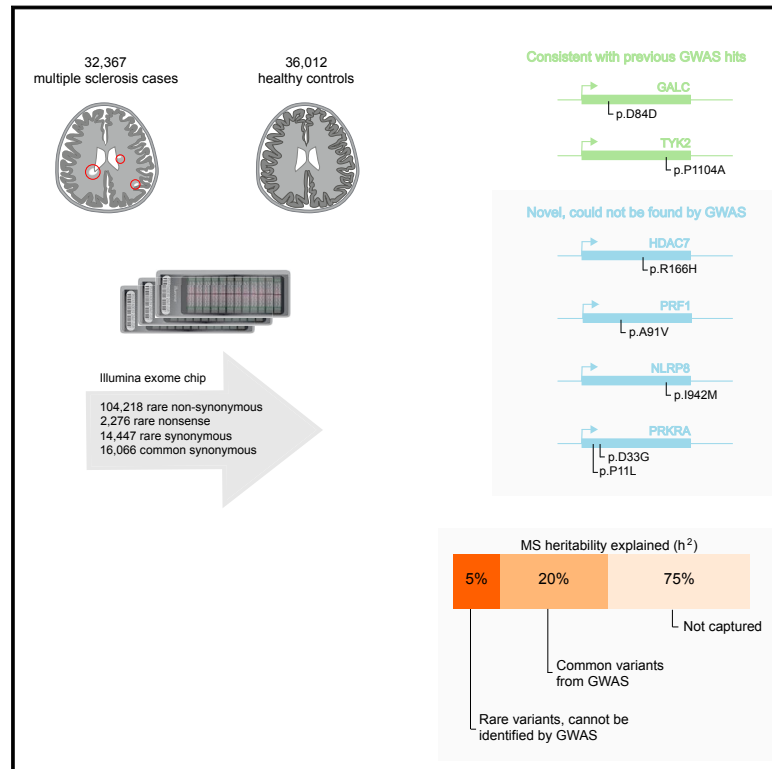 32,367
multiple sclerosis cases
36,012
healthy controls
Illumina exome chip
104,218 rare non-synonymous
2,276 rare nonsense
14,447 rare synonymous
16,066 common synonymous
Consistent with previous GWAS hits
GALC
p.D84D
TYK2
p.P1104A
Novel, could not be found by GWAS
HDAC7
p.R166H
PRF1
p.A91V
NLRP8
p.I942M
PRKRA
p.D33G
p.P11L
MS heritability explained (h²)
5%
20%
75%
Not captured
Common variants
from GWAS
Rare variants, cannot be
identified by GWAS